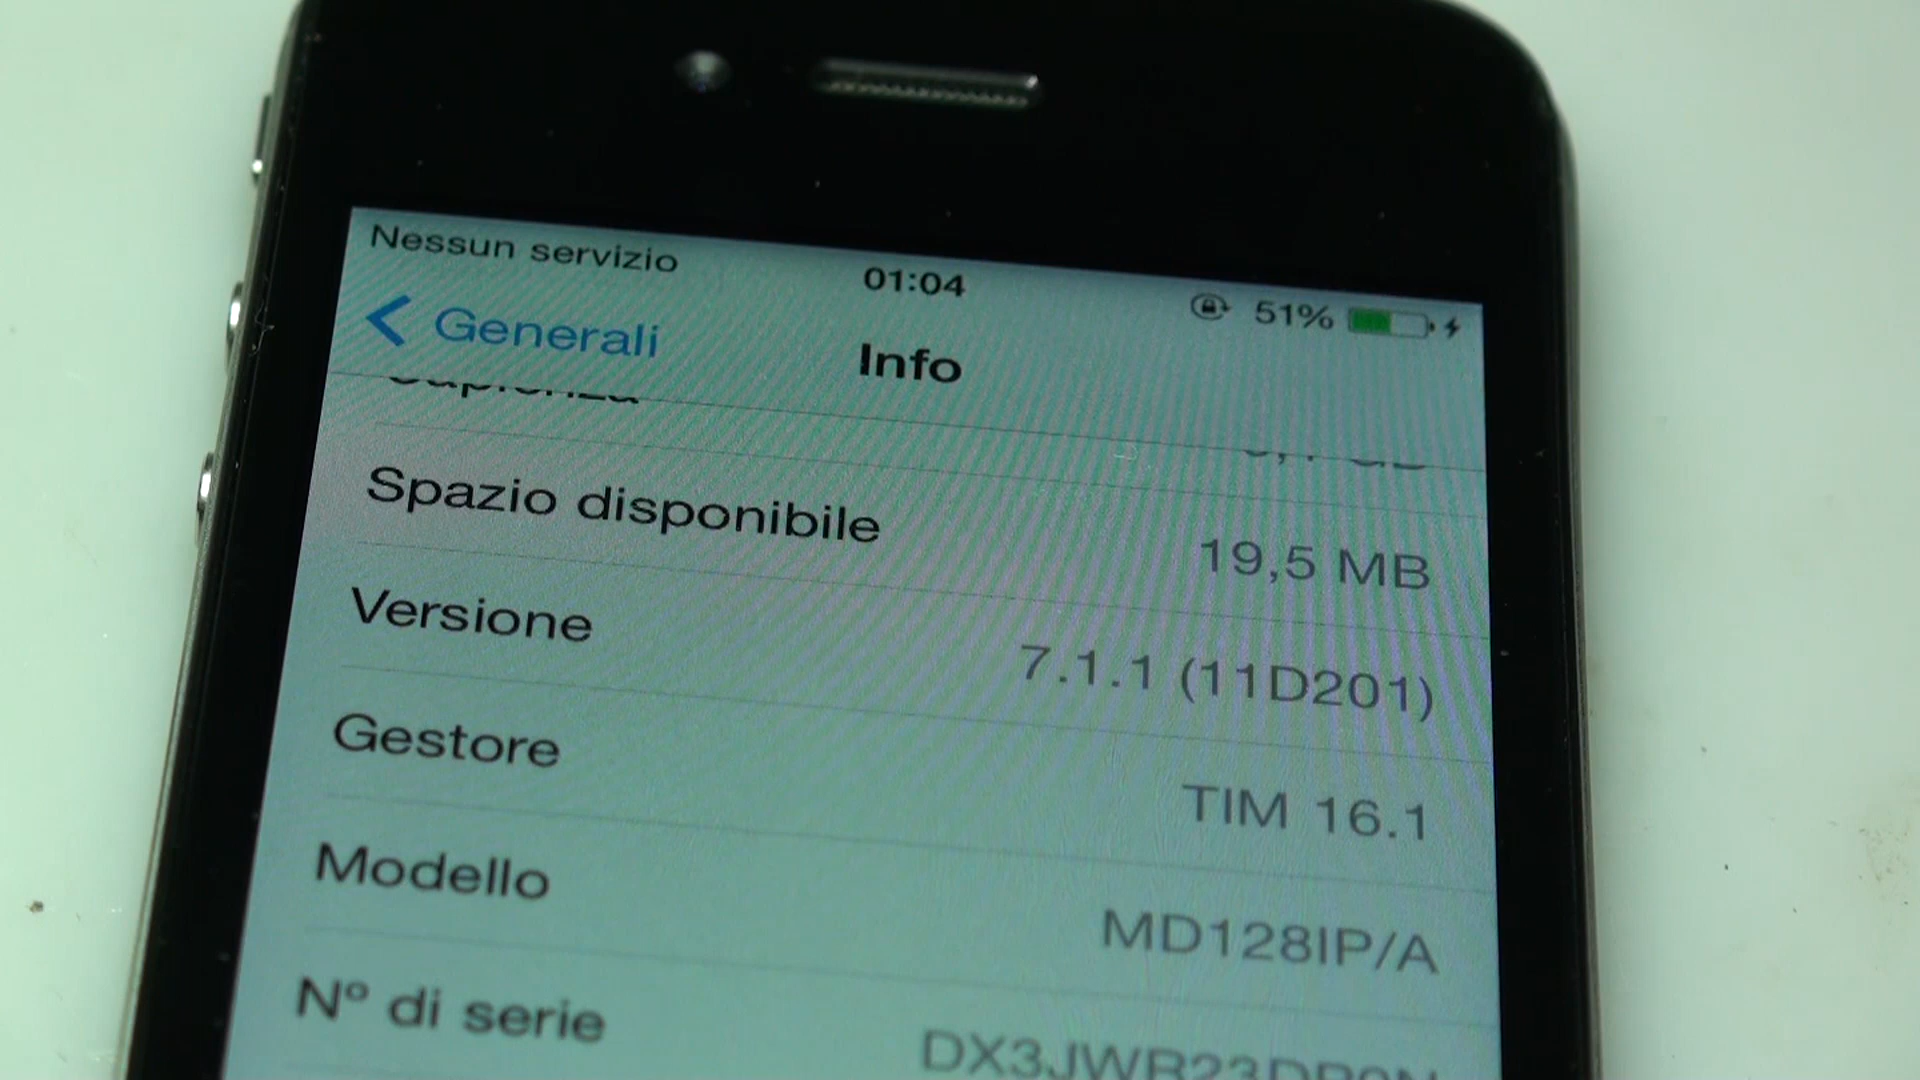 Nessun servizio 01:04 51%
Generali Info
Spazio disponibile 19,5 MB
Versione 7.1.1 (11D201)
Gestore TIM 16.1
Modello MD128IP/A
N° di serie